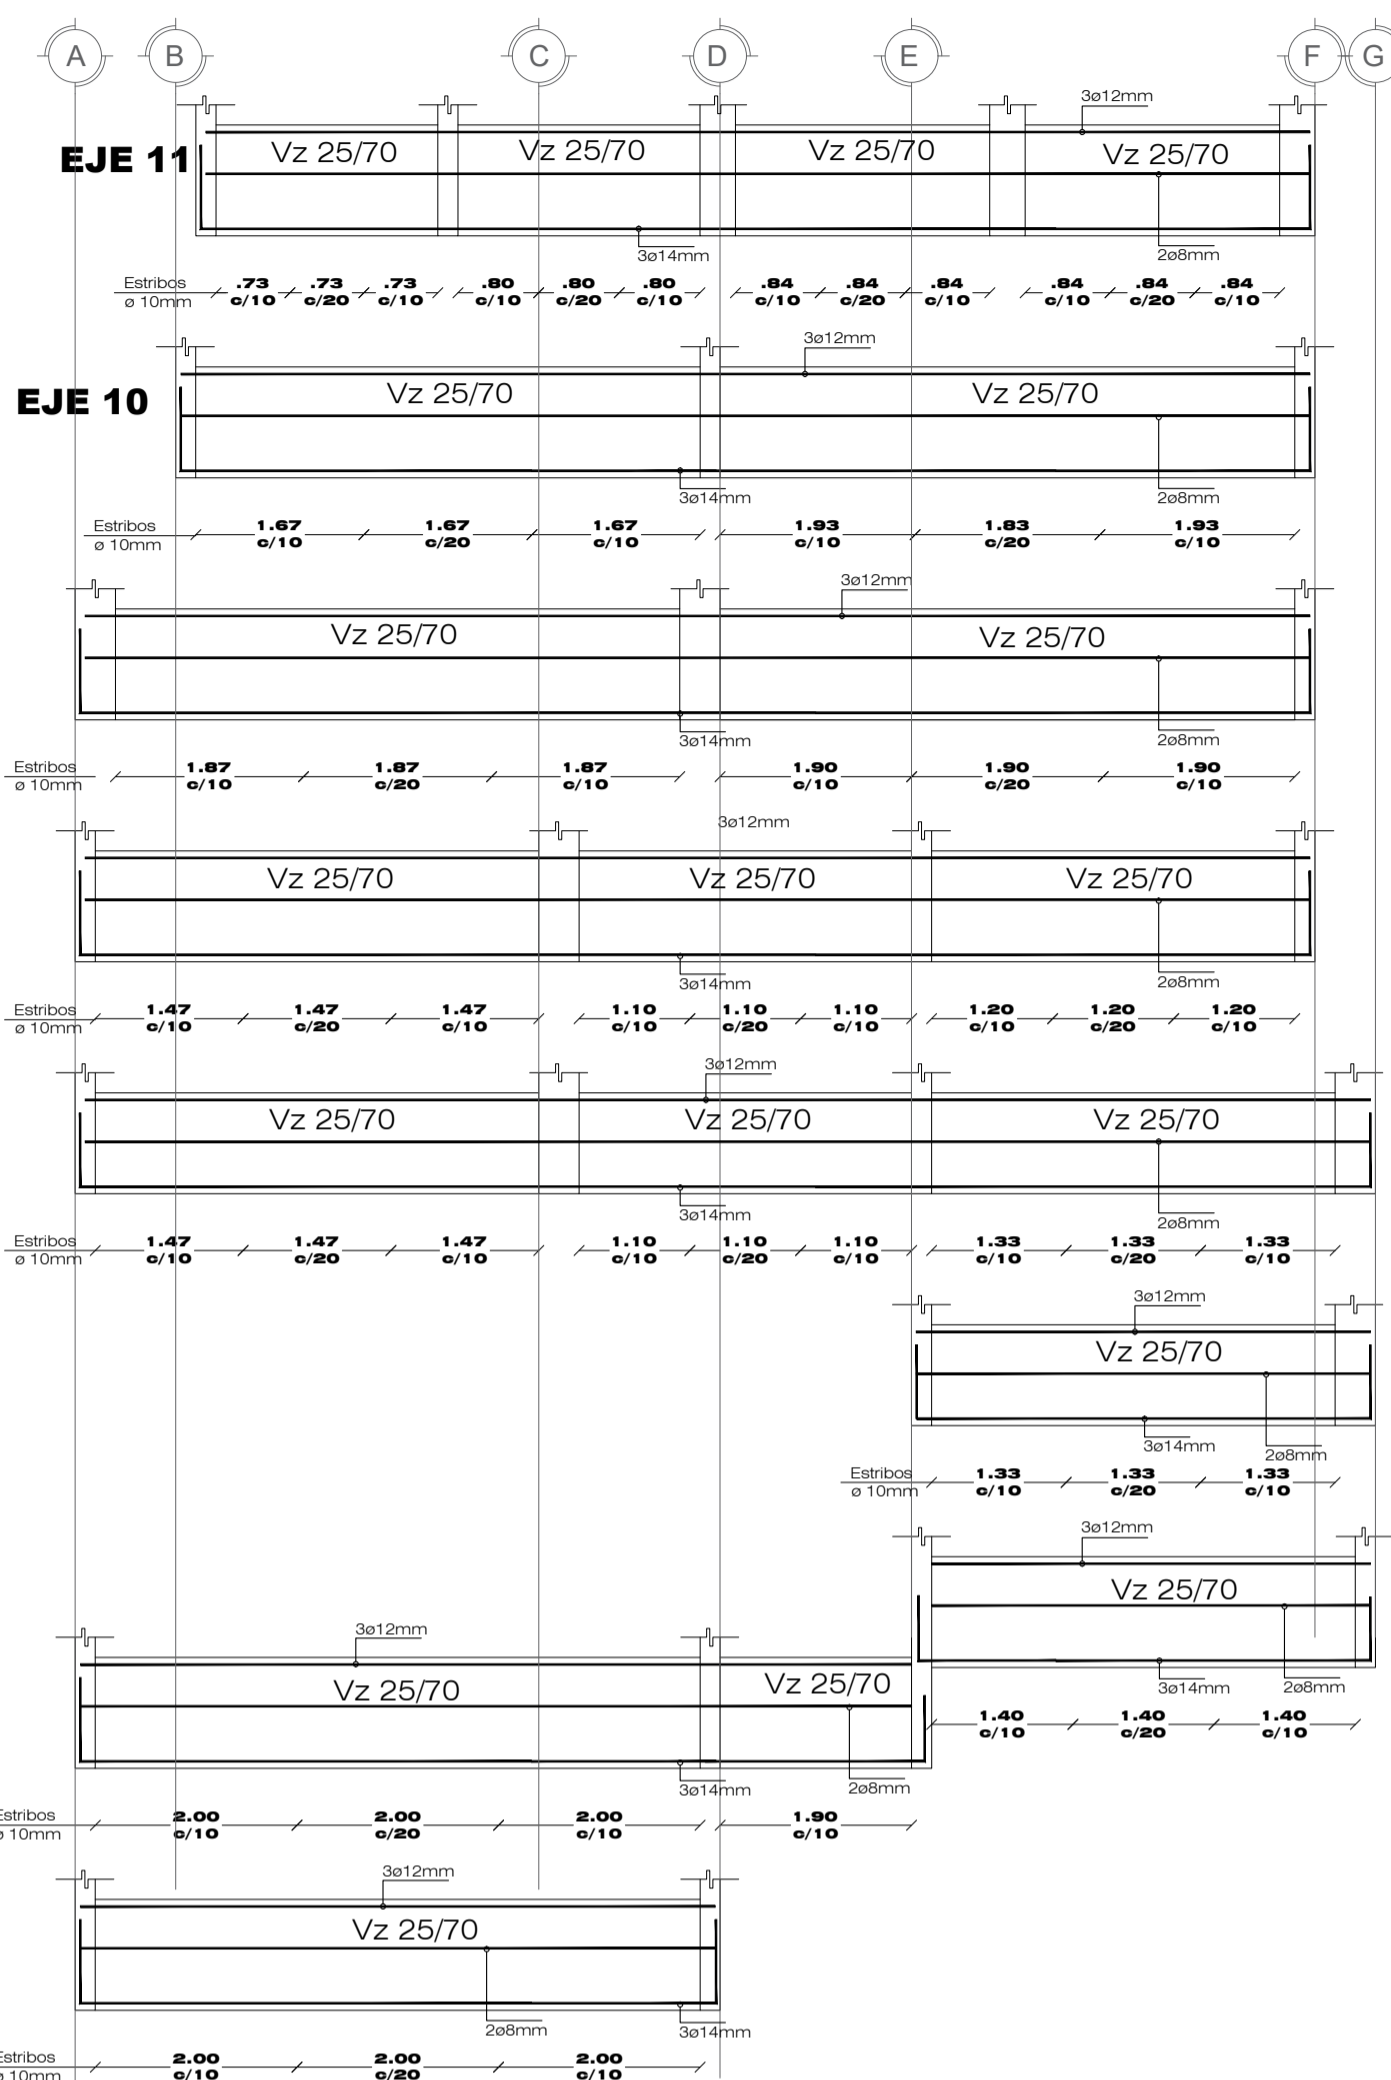 A B C D E F G
3ø12mm
EJE 11 Vz 25/70 Vz 25/70 Vz 25/70 Vz 25/70
3ø14mm 2ø8mm
Estribos .73 .73 .73 .80 .80 .80 .84 .84 .84 .84 .84 .84
ø 10mm c/10 c/20 c/10 c/10 c/20 c/10 c/10 c/20 c/10 c/10 c/20 c/10
3ø12mm
EJE 10 Vz 25/70 Vz 25/70
3ø14mm 2ø8mm
Estribos 1.67 1.67 1.67 1.93 1.83 1.93
ø 10mm c/10 c/20 c/10 c/10 c/20 c/10
3ø12mm
Vz 25/70 Vz 25/70
3ø14mm 2ø8mm
Estribos 1.87 1.87 1.87 1.90 1.90 1.90
ø 10mm c/10 c/20 c/10 c/10 c/20 c/10
3ø12mm
Vz 25/70 Vz 25/70 Vz 25/70
3ø14mm 2ø8mm
Estribos 1.47 1.47 1.47 1.10 1.10 1.10 1.20 1.20 1.20
ø 10mm c/10 c/20 c/10 c/10 c/20 c/10 c/10 c/20 c/10
3ø12mm
Vz 25/70 Vz 25/70 Vz 25/70
3ø14mm 2ø8mm
Estribos 1.47 1.47 1.47 1.10 1.10 1.10 1.33 1.33 1.33
ø 10mm c/10 c/20 c/10 c/10 c/20 c/10 c/10 c/20 c/10
3ø12mm
Vz 25/70
3ø14mm 2ø8mm
Estribos 1.33 1.33 1.33
ø 10mm c/10 c/20 c/10
3ø12mm
Vz 25/70
3ø14mm 2ø8mm
1.40 1.40 1.40
c/10 c/20 c/10
3ø12mm
Vz 25/70 Vz 25/70
3ø14mm 2ø8mm
Estribos 2.00 2.00 2.00 1.90
ø 10mm c/10 c/20 c/10 c/10
3ø12mm
Vz 25/70
2ø8mm 3ø14mm
Estribos 2.00 2.00 2.00
ø 10mm c/10 c/20 c/10